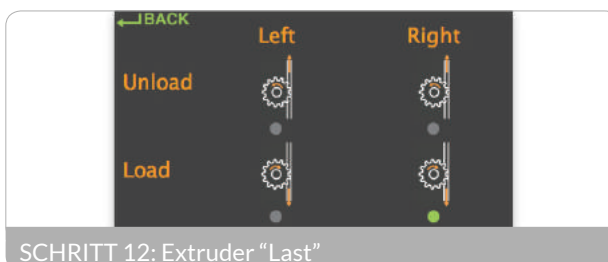 BACK
Left Right
Unload
Load
SCHRITT 12: Extruder “Last”